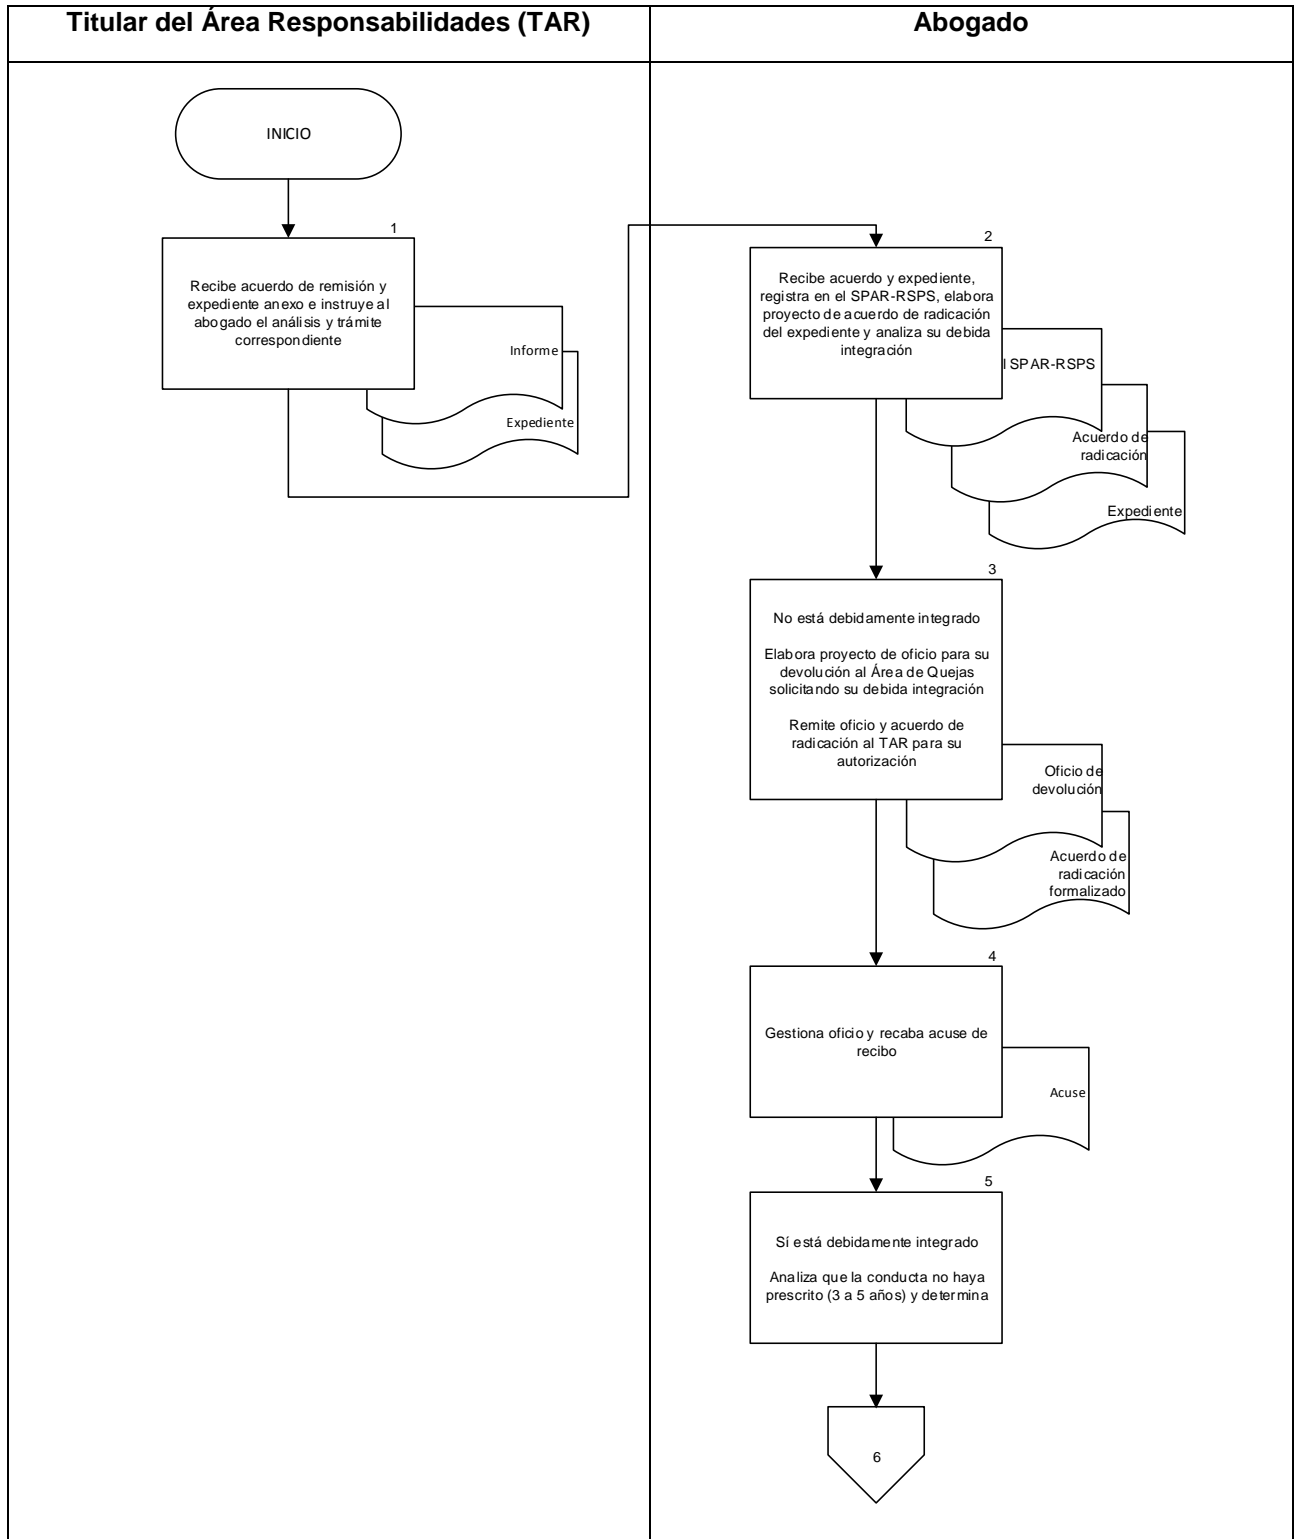 Titular del Área Responsabilidades (TAR)
Abogado
INICIO
1
Recibe acuerdo de remisión y
expediente anexo e instruye al
abogado el análisis y trámite
correspondiente
Informe
Expediente
2
Recibe acuerdo y expediente,
registra en el SPAR-RSPS, elabora
proyecto de acuerdo de radicación
del expediente y analiza su debida
integración
l SPAR-RSPS
Acuerdo de
radicación
Expediente
3
No está debidamente integrado
Elabora proyecto de oficio para su
devolución al Área de Quejas
solicitando su debida integración
Remite oficio y acuerdo de
radicación al TAR para su
autorización
Oficio de
devolución
Acuerdo de
radicación
formalizado
4
Gestiona oficio y recaba acuse de
recibo
Acuse
5
Sí está debidamente integrado
Analiza que la conducta no haya
prescrito (3 a 5 años) y determina
6